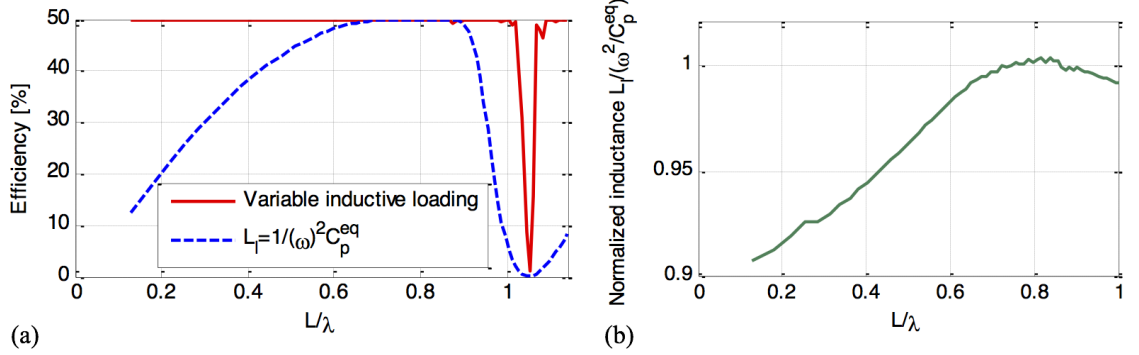 50
40
30
20
10
0
Efficiency [%]
Variable inductive loading
L_l=1/(ω)^2C_p^eq
0 0.2 0.4 0.6 0.8 1
L/λ
(a)
Normalized inductance L_l/(ω^2/C_p^eq)
1
0.95
0.9
0 0.2 0.4 0.6 0.8 1
L/λ
(b)